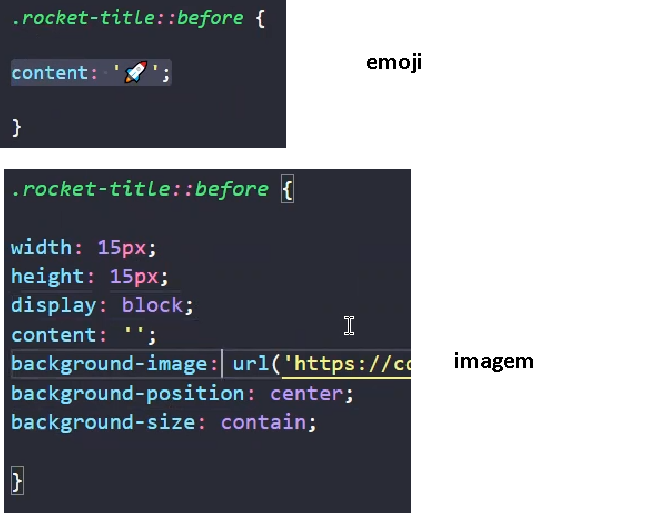 .rocket-title::before {
content: '🚀';
}
emoji
.rocket-title::before {
width: 15px;
height: 15px;
display: block;
content: '';
background-image: url('https://co
background-position: center;
background-size: contain;
}
imagem